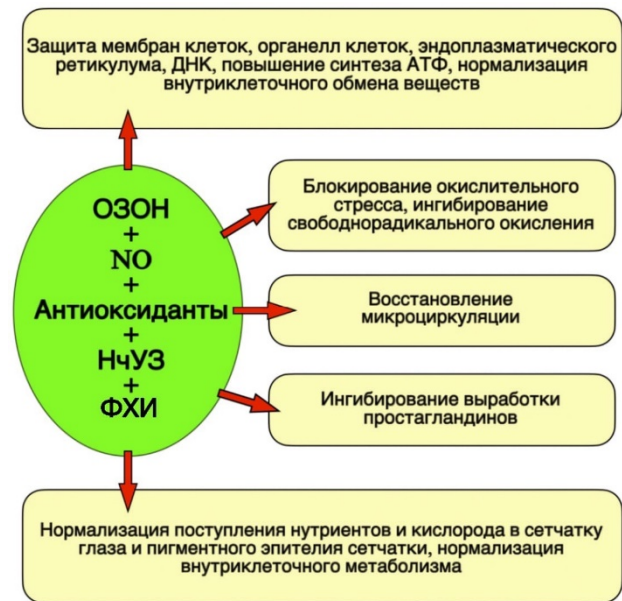 Защита мембран клеток, органелл клеток, эндоплазматического
ретикулума, ДНК, повышение синтеза АТФ, нормализация
внутриклеточного обмена веществ
ОЗОН
+
NO
+
Антиоксиданты
+
НчУЗ
+
ФХИ
Блокирование окислительного
стресса, ингибирование
свободнорадикального окисления
Восстановление
микроциркуляции
Ингибирование выработки
простагландинов
Нормализация поступления нутриентов и кислорода в сетчатку
глаза и пигментного эпителия сетчатки, нормализация
внутриклеточного метаболизма